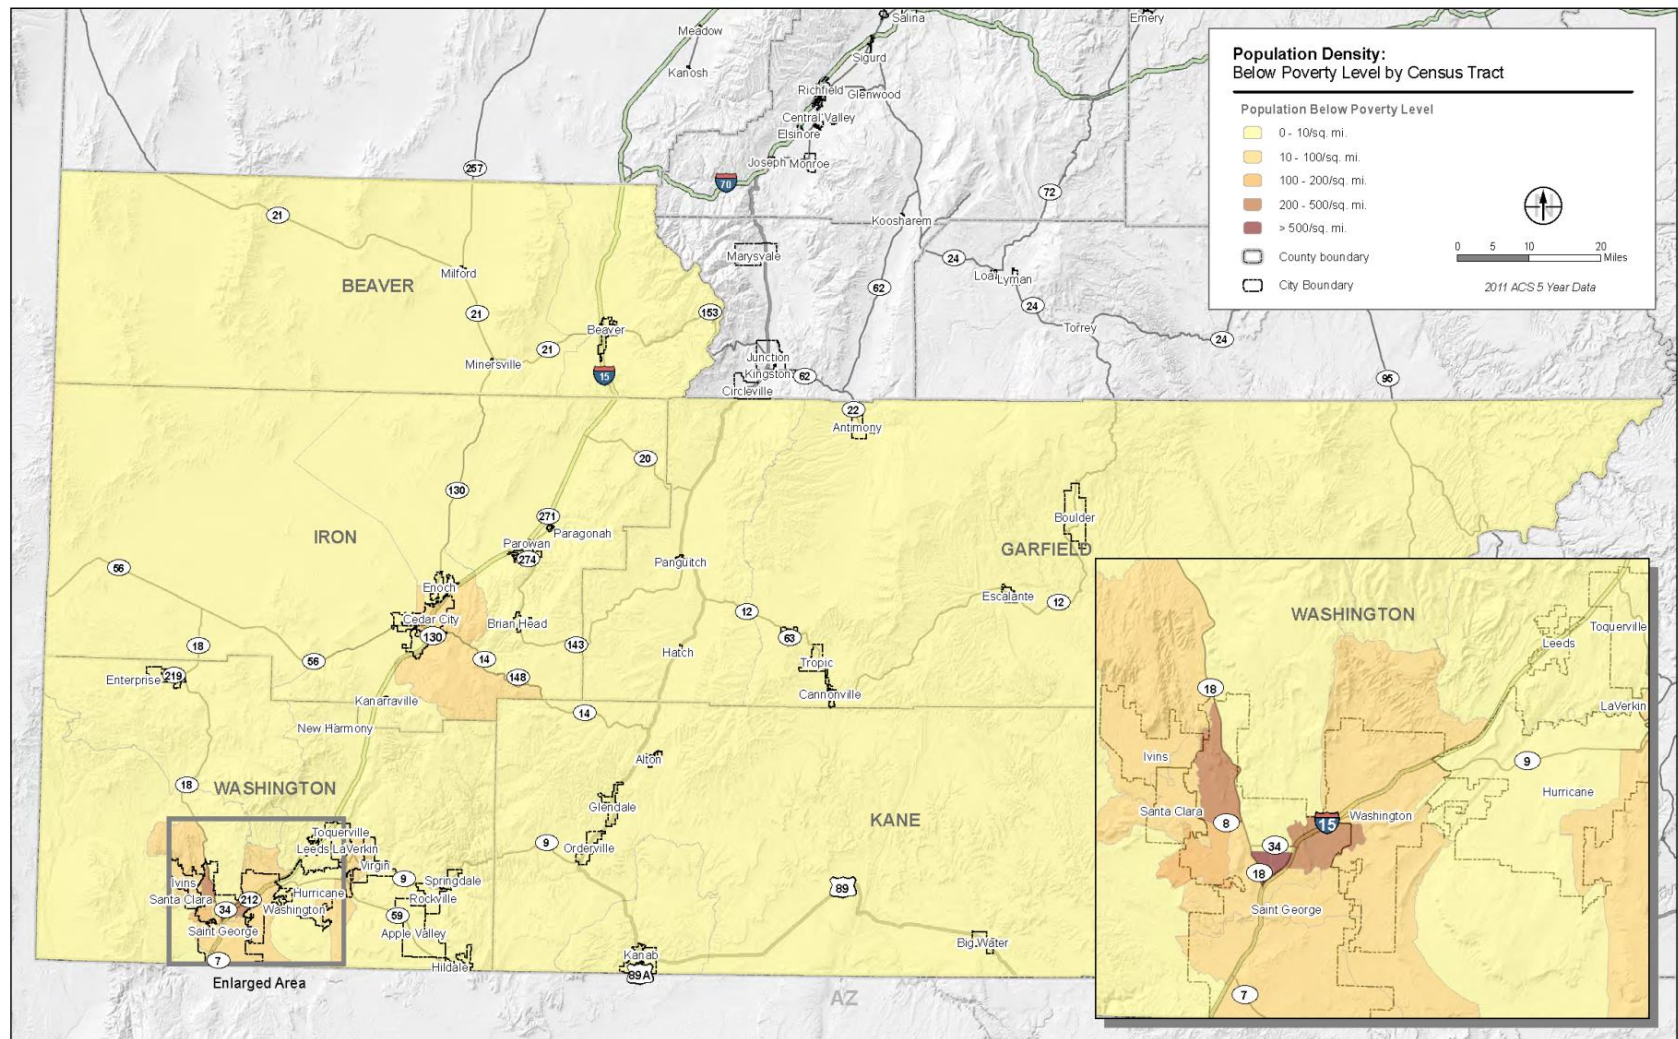 Population Density:
Below Poverty Level by Census Tract
Population Below Poverty Level
0 - 10/sq. mi.
10 - 100/sq. mi.
100 - 200/sq. mi.
200 - 500/sq. mi.
> 500/sq. mi.
County boundary
City Boundary
0 5 10 20
Miles
2011 ACS 5 Year Data
Salina
Emery
Meadow
Sigurd
Kanosh
Richfield
Glenwood
Central Valley
Elsinore
Joseph Monroe
257
70
72
21
Koosharem
Marysvale
24
Loa Lyman
BEAVER
Milford
62
24
21
153
Torrey
Beaver
24
21
Minersville
Junction
Kingston
62
15
95
Circleville
22
Antimony
20
130
271
Boulder
Paragonah
IRON
Parowan
274
GARFIELD
Panguitch
56
Enoch
Escalante
12
12
Cedar City
Brian Head
130
63
18
143
Hatch
14
56
Tropic
219
148
Enterprise
Cannonville
Kanarraville
14
New Harmony
Alton
18
WASHINGTON
Glendale
KANE
Toquerville
9
Leeds LaVerkin
Orderville
Virgin
Ivins
9
Springdale
89
Hurricane
Santa Clara
212
Rockville
34
Washington
59
Saint George
Apple Valley
Big Water
7
Hildale
Kanab
89A
Enlarged Area
AZ
WASHINGTON
Toquerville
Leeds
18
LaVerkin
Ivins
9
Hurricane
Santa Clara
8
15
Washington
34
18
Saint George
7